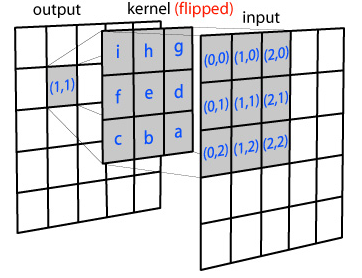 output
kernel (flipped)
input
i h g
f e d
c b a
(1,1)
(0,0) (1,0) (2,0)
(0,1) (1,1) (2,1)
(0,2) (1,2) (2,2)